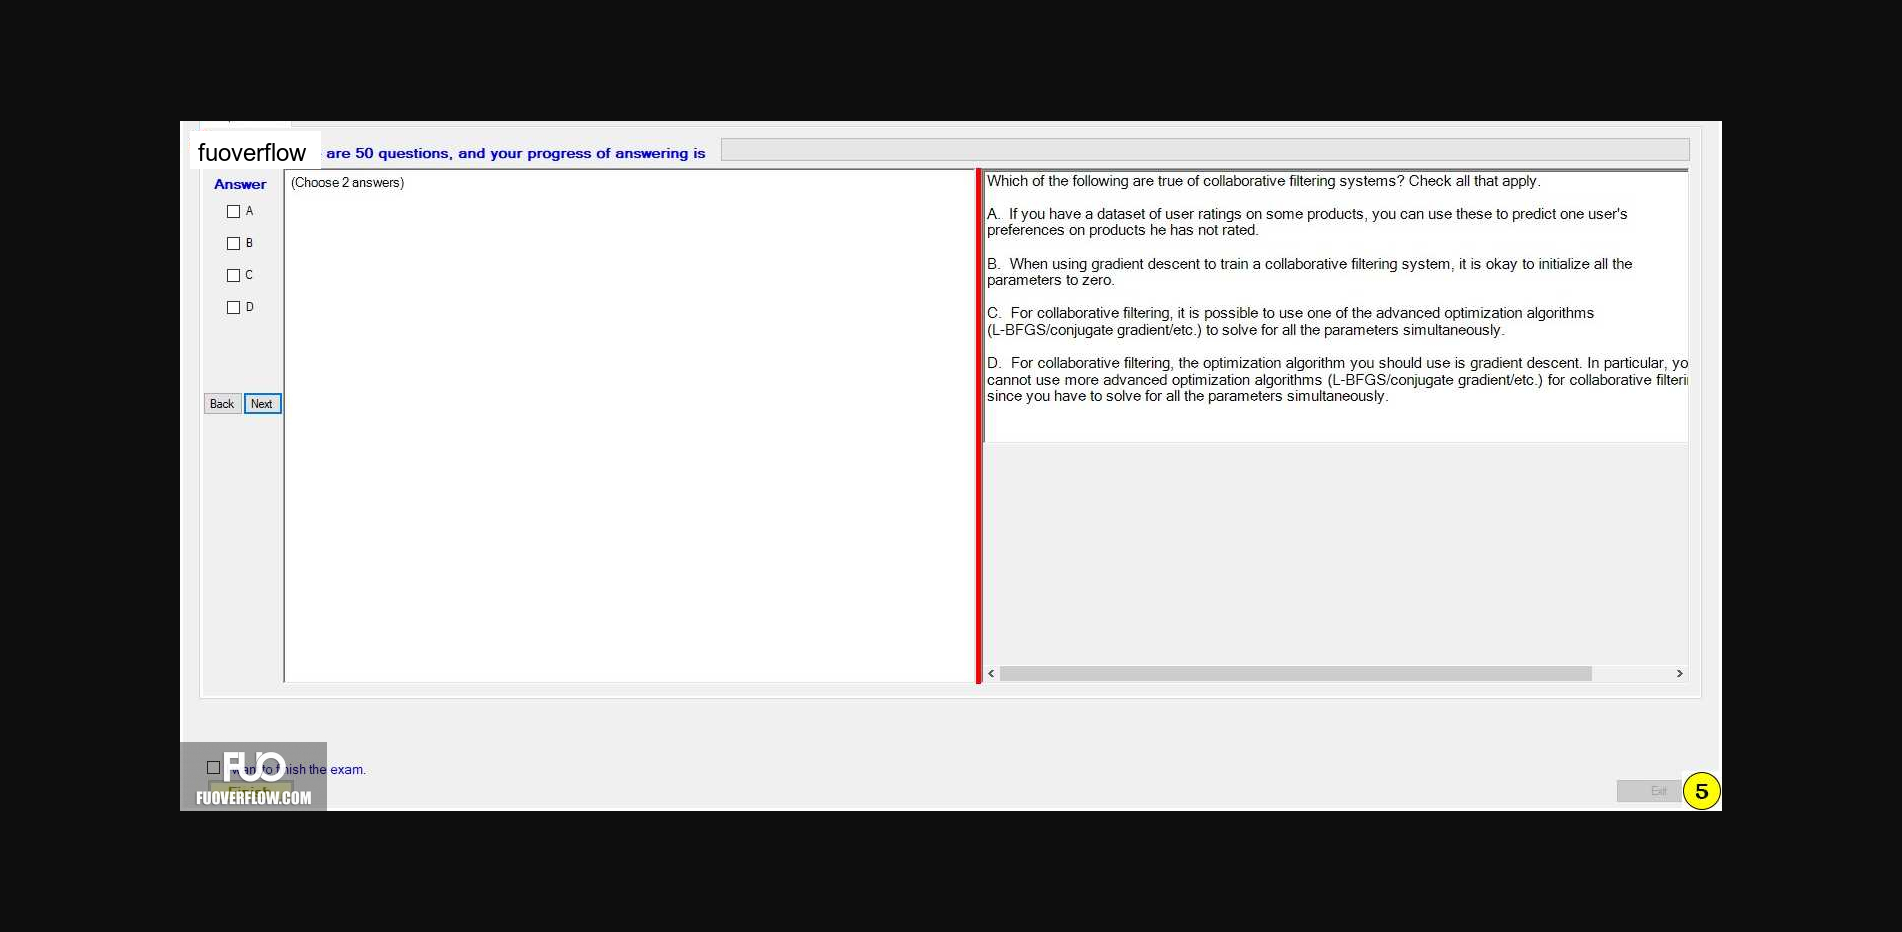 fuoverflow are 50 questions, and your progress of answering is
Answer
(Choose 2 answers)
A
B
C
D
Back Next
Which of the following are true of collaborative filtering systems? Check all that apply.
A. If you have a dataset of user ratings on some products, you can use these to predict one user's
preferences on products he has not rated.
B. When using gradient descent to train a collaborative filtering system, it is okay to initialize all the
parameters to zero.
C. For collaborative filtering, it is possible to use one of the advanced optimization algorithms
(L-BFGS/conjugate gradient/etc.) to solve for all the parameters simultaneously.
D. For collaborative filtering, the optimization algorithm you should use is gradient descent. In particular, yo
cannot use more advanced optimization algorithms (L-BFGS/conjugate gradient/etc.) for collaborative filteri
since you have to solve for all the parameters simultaneously.
want to finish the exam.
Finish
FUO
FUOVERFLOW.COM
Exit
5